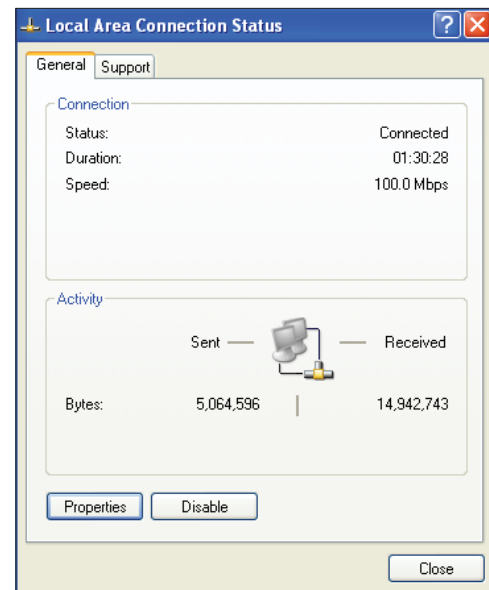 Local Area Connection Status
General Support
Connection
Status: Connected
Duration: 01:30:28
Speed: 100.0 Mbps
Activity
Sent Received
Bytes: 5,064,596 14,942,743
Properties Disable
Close